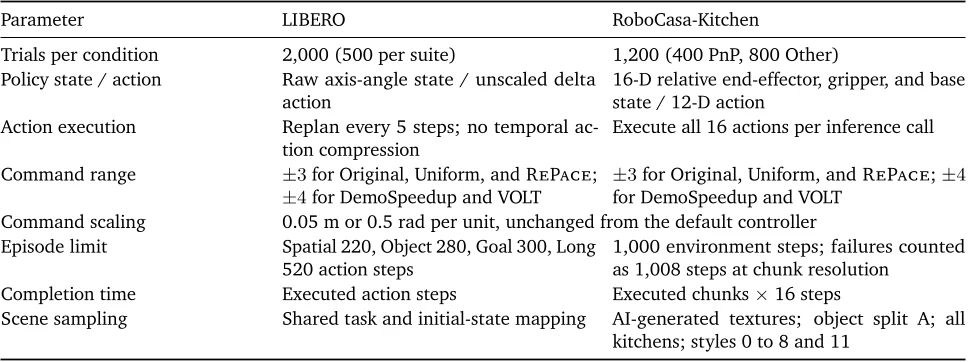 Parameter LIBERO RoboCasa-Kitchen
Trials per condition 2,000 (500 per suite) 1,200 (400 PnP, 800 Other)
Policy state / action Raw axis-angle state / unscaled delta 16-D relative end-effector, gripper, and base
action state / 12-D action
Action execution Replan every 5 steps; no temporal ac- Execute all 16 actions per inference call
tion compression
Command range ±3 for Original, Uniform, and RePace; ±3 for Original, Uniform, and RePace; ±4
±4 for DemoSpeedup and VOLT for DemoSpeedup and VOLT
Command scaling 0.05 m or 0.5 rad per unit, unchanged from the default controller
Episode limit Spatial 220, Object 280, Goal 300, Long 1,000 environment steps; failures counted
520 action steps as 1,008 steps at chunk resolution
Completion time Executed action steps Executed chunks × 16 steps
Scene sampling Shared task and initial-state mapping AI-generated textures; object split A; all
kitchens; styles 0 to 8 and 11